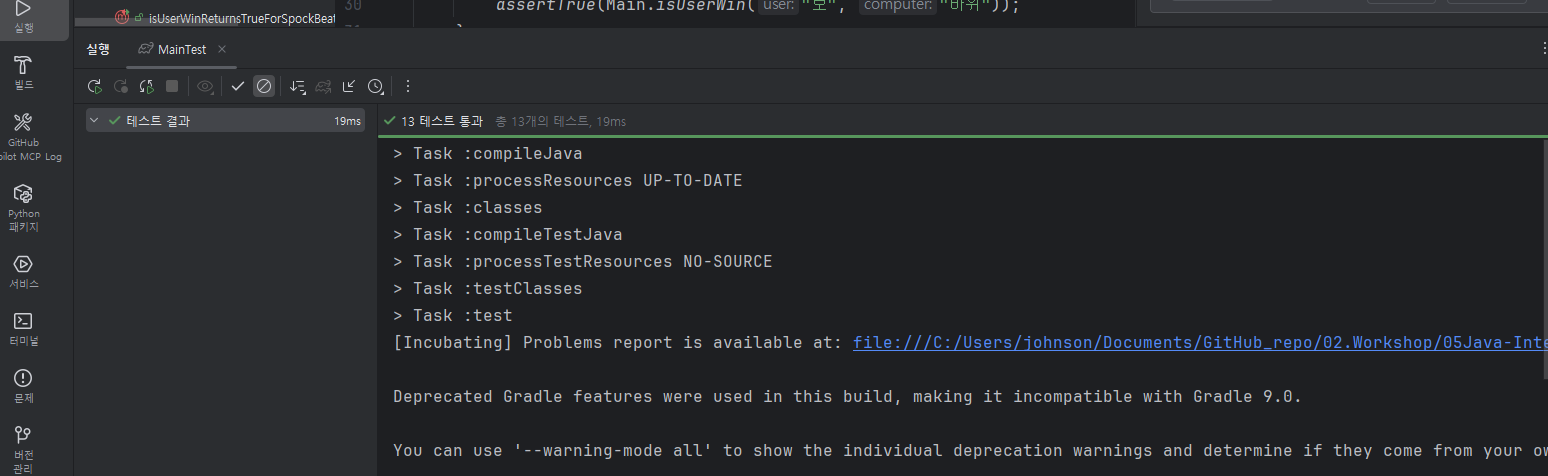 30
assertTrue(Main.isUserWin( user: "보", computer: "바위"));
isUserWinReturnsTrueForSpockBeat
실행
실행
MainTest
빌드
테스트 결과
19ms
13 테스트 통과
총 13개의 테스트, 19ms
GitHub
pilot MCP Log
Python
패키지
서비스
터미널
문제
버전
관리
> Task :compileJava
> Task :processResources UP-TO-DATE
> Task :classes
> Task :compileTestJava
> Task :processTestResources NO-SOURCE
> Task :testClasses
> Task :test
[Incubating] Problems report is available at: file:///C:/Users/johnson/Documents/GitHub_repo/02.Workshop/05Java-Inte
Deprecated Gradle features were used in this build, making it incompatible with Gradle 9.0.
You can use '--warning-mode all' to show the individual deprecation warnings and determine if they come from your ow